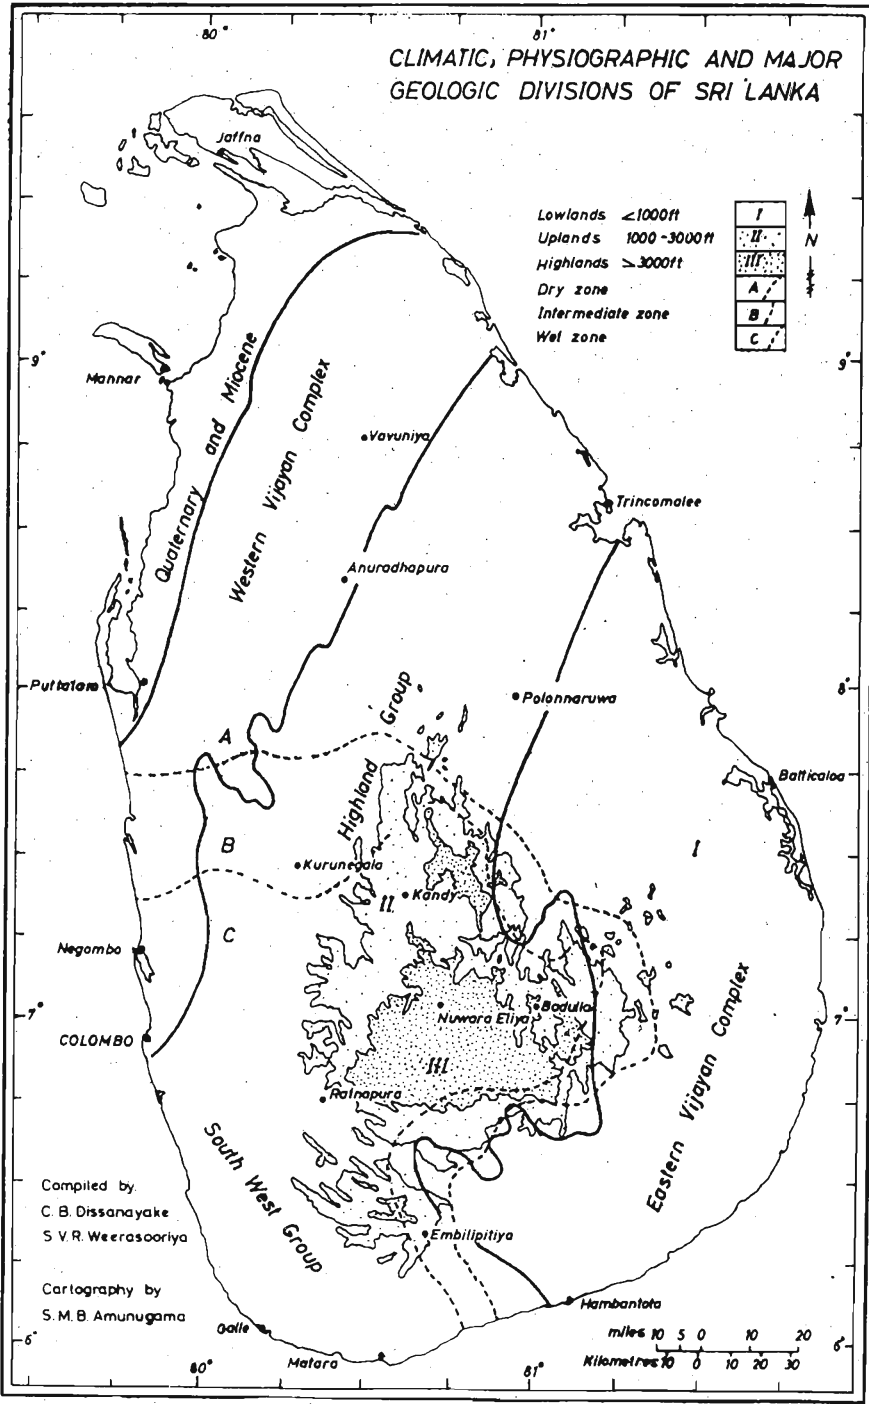 80°
81°
CLIMATIC, PHYSIOGRAPHIC AND MAJOR
GEOLOGIC DIVISIONS OF SRI LANKA
Jaffna
Lowlands <1000ft I
Uplands 1000-3000ft II
Highlands >3000ft III
Dry zone A
Intermediate zone B
Wet zone C
N
9°
9°
Mannar
Quaternary and Miocene
Western Vijayan Complex
Vavuniya
Trincomalee
Anuradhapura
Puttalam
8°
Polonnaruwa
Highland Group
A
Batticaloa
B
I
Kurunegala
II
Kandy
C
Negombo
7°
7°
Nuwara Eliya
Badulla
COLOMBO
III
Ratnapura
Eastern Vijayan Complex
South West Group
Compiled by.
C. B. Dissanayake
S V. R. Weerasooriya
Embilipitiya
Cartography by
S. M. B. Amunugama
Hambantota
Galle
Matara
6°
6°
miles 10 5 0 10 20
Kilometres 10 0 10 20 30
80°
81°